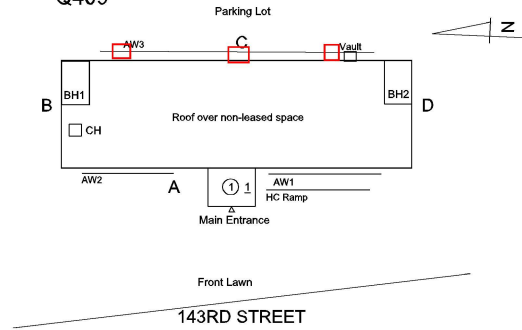 Parking Lot
N
AW3
C
Vault
BH1
BH2
B
D
CH
Roof over non-leased space
AW2
A
1 1
AW1
HC Ramp
Main Entrance
Front Lawn
143RD STREET